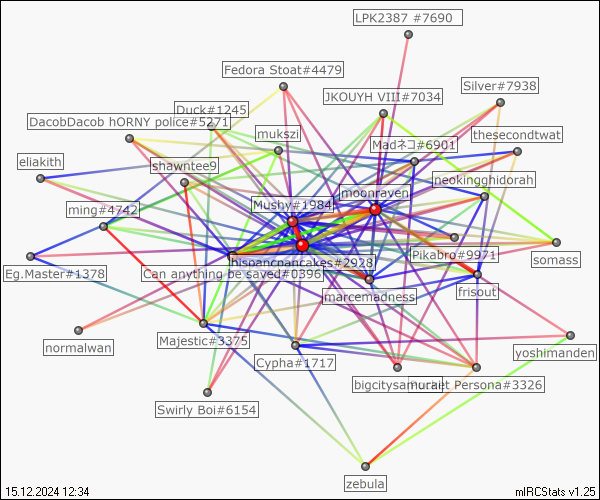 LPK2387 #7690
Fedora Stoat#4479
Silver#7938
JKOUYH VIII#7034
Duck#1245
DacobDacob hORNY police#5271
mukszi
thesecondtwat
Madネコ#6901
eliakith
shawntee9
neokingghidorah
moonraven
Mushy#1984
ming#4742
Pikabro#9971
somass
hispancpancakes#2928
Eg.Master#1378
Can anything be saved#0396
frisout
marcemadness
normalwan
Majestic#3375
yoshimanden
Cypha#1717
bigcitysamurai
et Persona#3326
Swirly Boi#6154
zebula
15.12.2024 12:34
mIRCStats v1.25